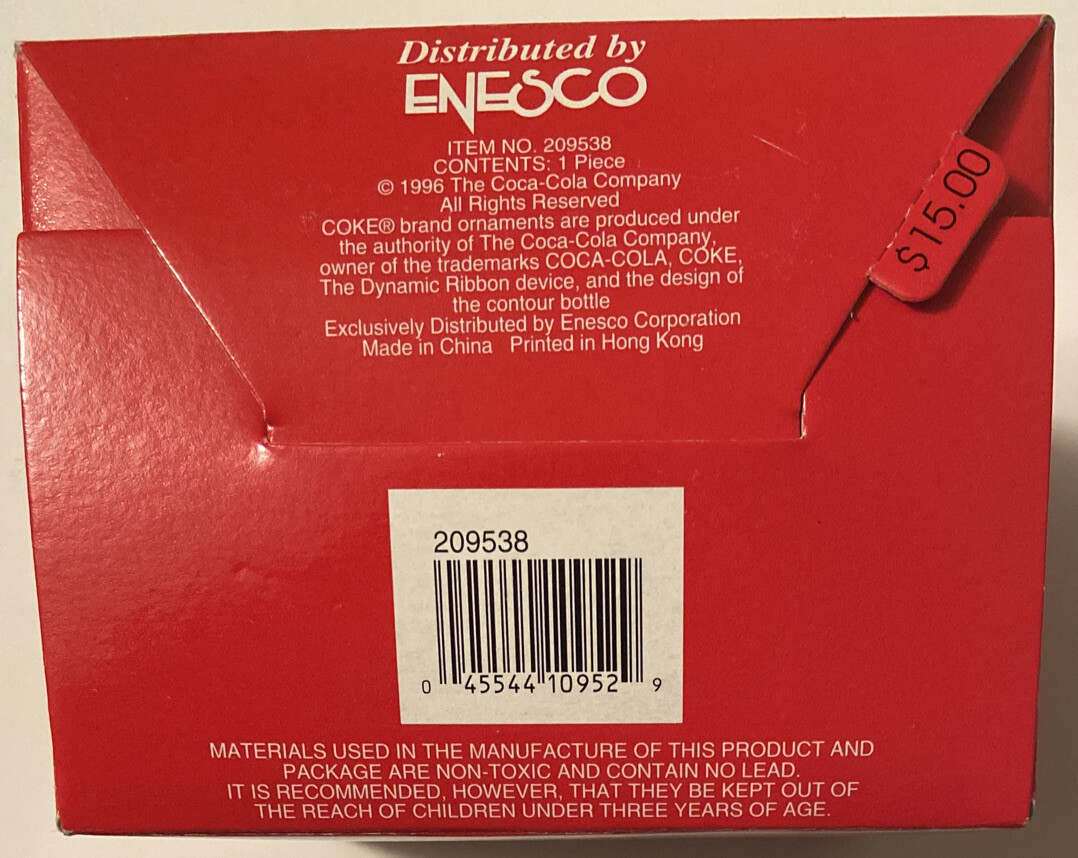 Distributed by
ENESCO
ITEM NO. 209538
CONTENTS: 1 Piece
© 1996 The Coca-Cola Company
All Rights Reserved
COKE® brand ornaments are produced under
the authority of The Coca-Cola Company,
owner of the trademarks COCA-COLA, COKE,
The Dynamic Ribbon device, and the design of
the contour bottle
Exclusively Distributed by Enesco Corporation
Made in China Printed in Hong Kong
$15.00
209538
0 45544 10952 9
MATERIALS USED IN THE MANUFACTURE OF THIS PRODUCT AND
PACKAGE ARE NON-TOXIC AND CONTAIN NO LEAD.
IT IS RECOMMENDED, HOWEVER, THAT THEY BE KEPT OUT OF
THE REACH OF CHILDREN UNDER THREE YEARS OF AGE.